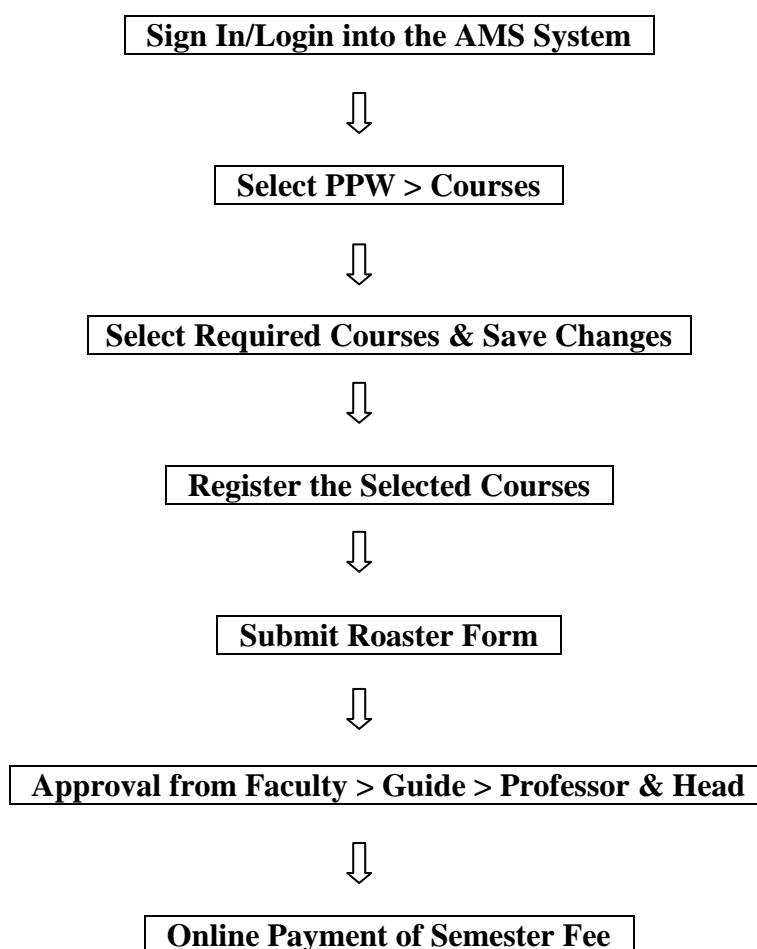 Sign In/Login into the AMS System
Select PPW > Courses
Select Required Courses & Save Changes
Register the Selected Courses
Submit Roaster Form
Approval from Faculty > Guide > Professor & Head
Online Payment of Semester Fee